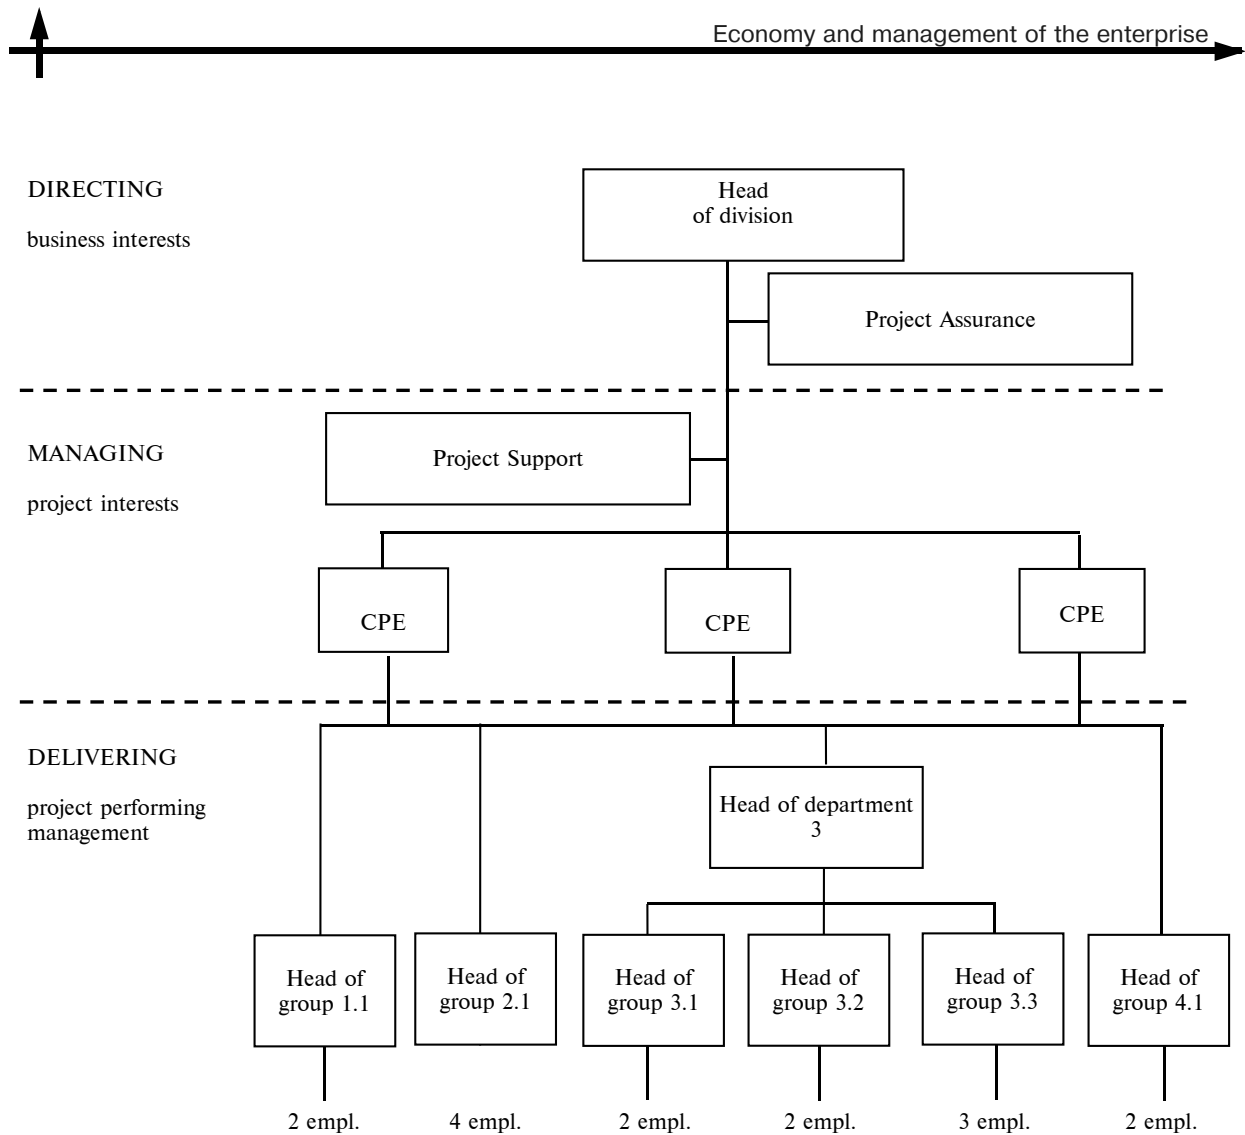 Economy and management of the enterprise
DIRECTING
business interests
Head
of division
Project Assurance
MANAGING
project interests
Project Support
CPE
CPE
CPE
DELIVERING
project performing
management
Head of department
3
Head of
group 1.1
Head of
group 2.1
Head of
group 3.1
Head of
group 3.2
Head of
group 3.3
Head of
group 4.1
2 empl.
4 empl.
2 empl.
2 empl.
3 empl.
2 empl.